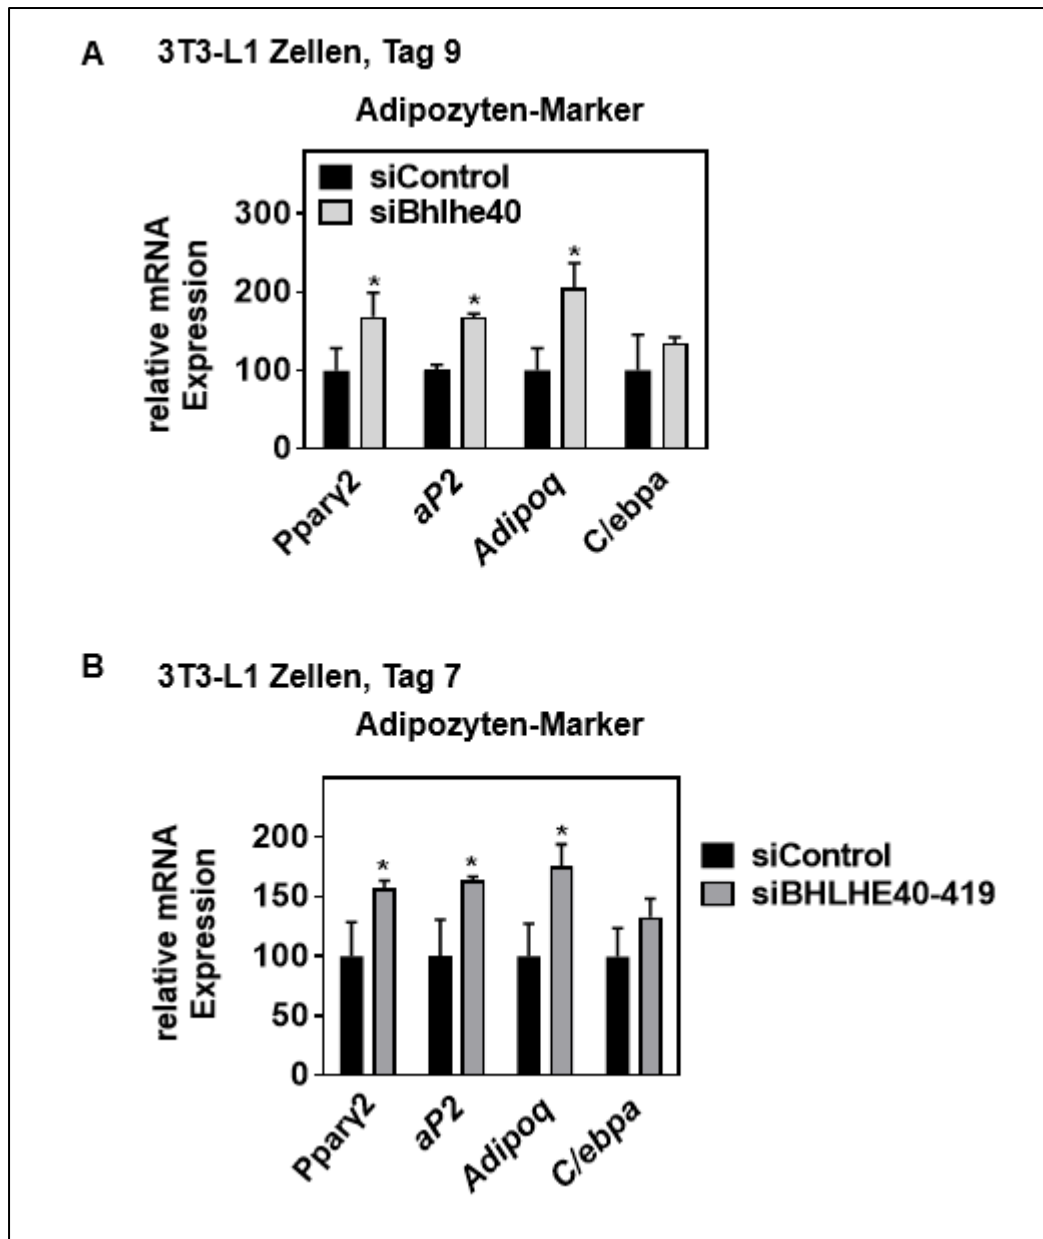 A 3T3-L1 Zellen, Tag 9
Adipozyten-Marker
siControl
siBhlhe40
relative mRNA
Expression
300
200
100
0
* * *
Pparγ2 aP2 Adipoq C/ebpa
B 3T3-L1 Zellen, Tag 7
Adipozyten-Marker
siControl
siBHLHE40-419
relative mRNA
Expression
200
150
100
50
0
* * *
Pparγ2 aP2 Adipoq C/ebpa